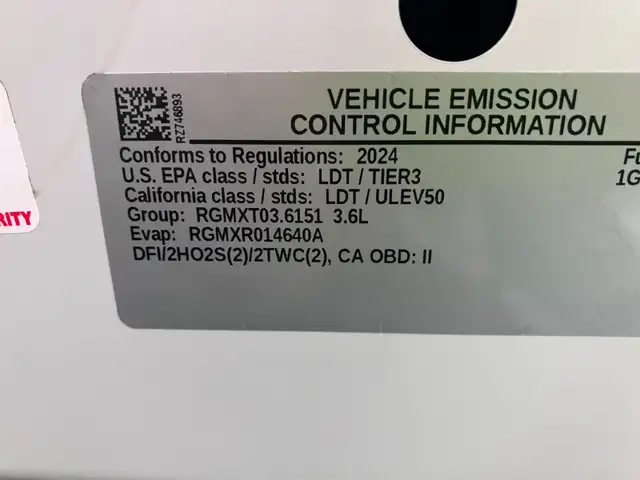 RZ746893
VEHICLE EMISSION
CONTROL INFORMATION
Conforms to Regulations: 2024
U.S. EPA class / stds: LDT / TIER3
California class / stds: LDT / ULEV50
Group: RGMXT03.6151 3.6L
Evap: RGMXR014640A
DFI/2HO2S(2)/2TWC(2), CA OBD: II
Fu
1G
RITY